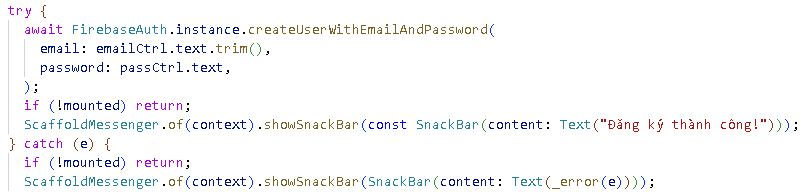 try {
  await FirebaseAuth.instance.createUserWithEmailAndPassword(
    email: emailCtrl.text.trim(),
    password: passCtrl.text,
  );
  if (!mounted) return;
  ScaffoldMessenger.of(context).showSnackBar(const SnackBar(content: Text("Đăng ký thành công!")));
} catch (e) {
  if (!mounted) return;
  ScaffoldMessenger.of(context).showSnackBar(SnackBar(content: Text(_error(e))));